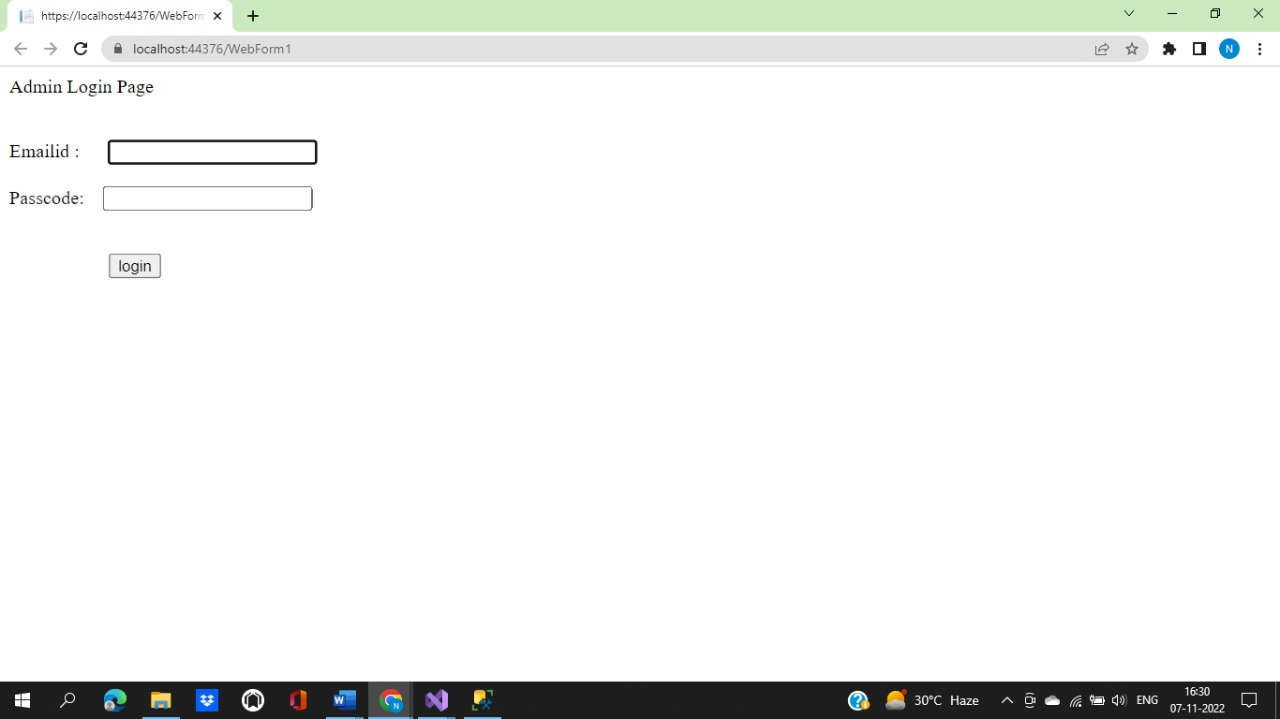 https://localhost:44376/WebForm
localhost:44376/WebForm1
N
Admin Login Page
Emailid :
Passcode:
login
30°C Haze
ENG
16:30
07-11-2022